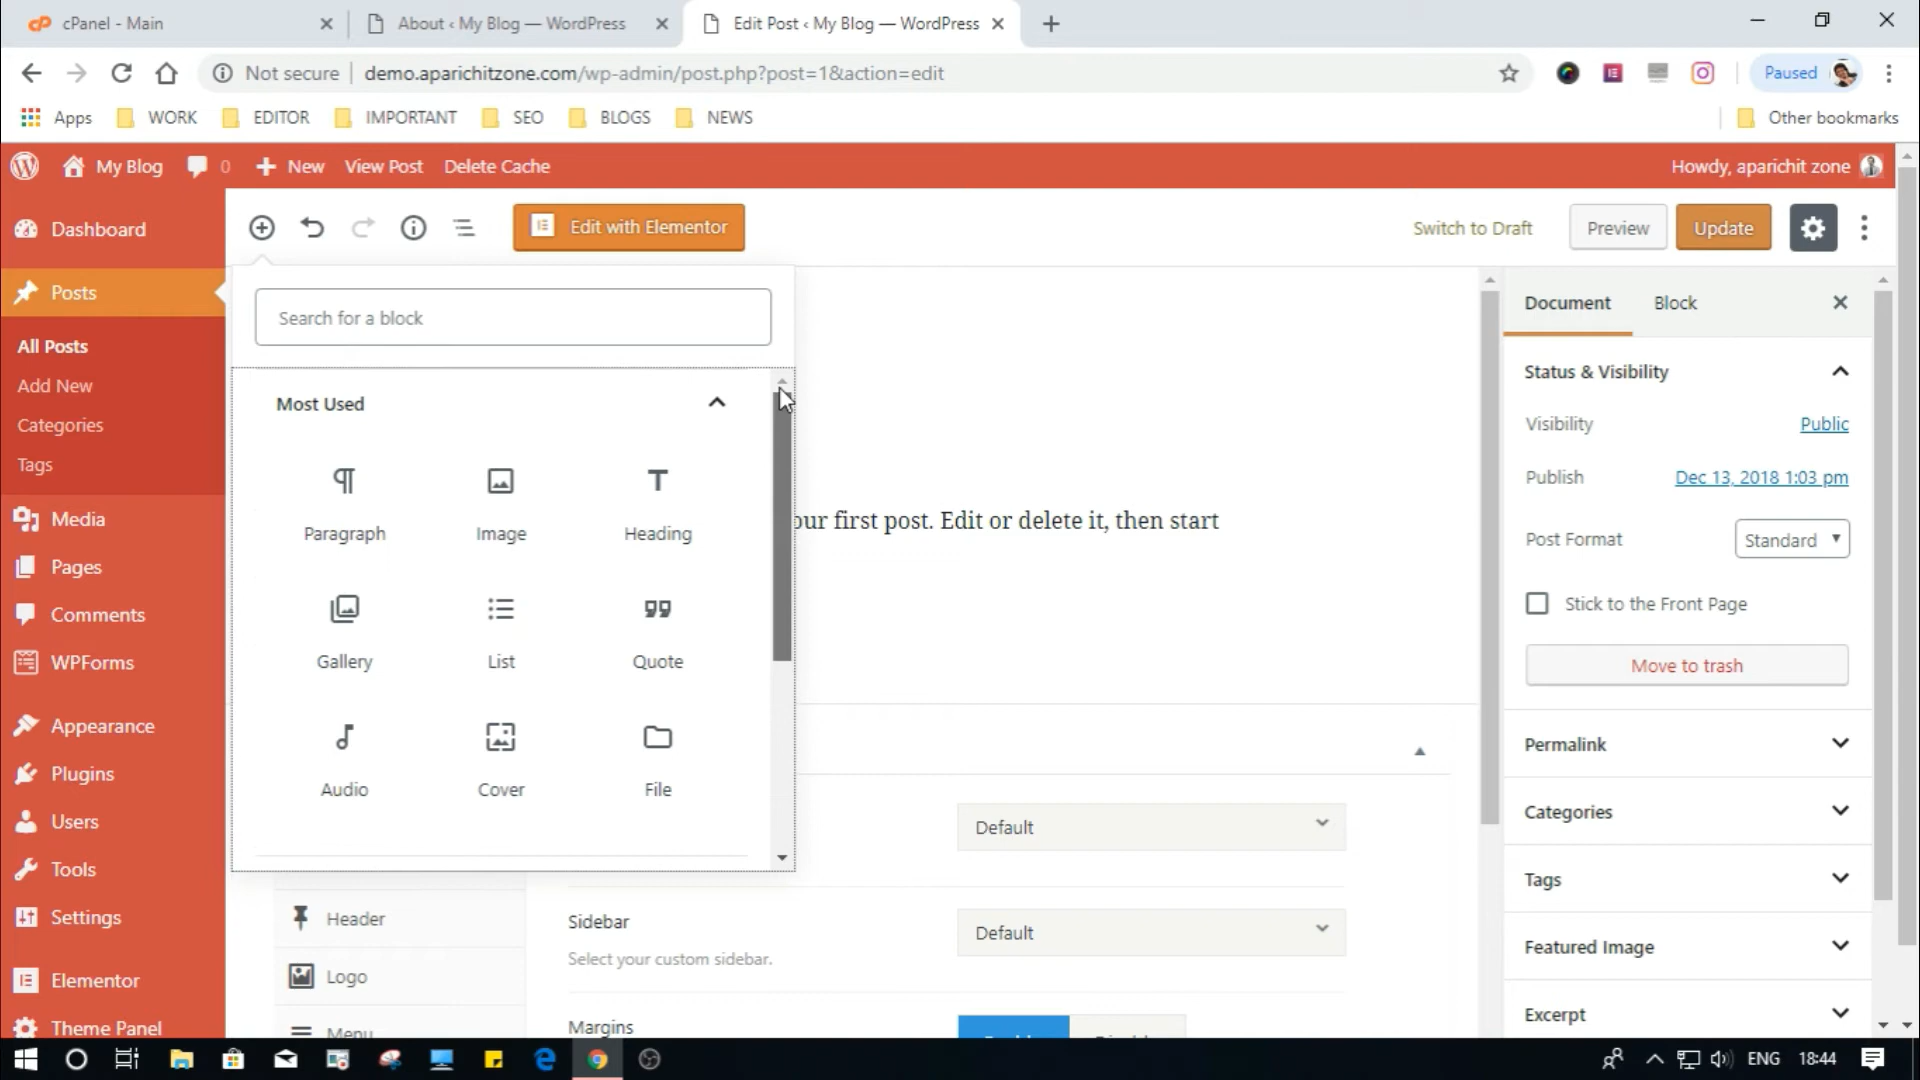 cPanel - Main
About ‹ My Blog — WordPress
Edit Post ‹ My Blog — WordPress
Not secure
demo.aparichitzone.com/wp-admin/post.php?post=1&action=edit
Paused
Apps
WORK
EDITOR
IMPORTANT
SEO
BLOGS
NEWS
Other bookmarks
My Blog
0
New
View Post
Delete Cache
Howdy, aparichit zone
Dashboard
Posts
All Posts
Add New
Categories
Tags
Media
Pages
Comments
WPForms
Appearance
Plugins
Users
Tools
Settings
Elementor
Theme Panel
Edit with Elementor
Switch to Draft
Preview
Update
Search for a block
Most Used
Paragraph
Image
Heading
Gallery
List
Quote
Audio
Cover
File
our first post. Edit or delete it, then start
Default
Header
Logo
Menu
Sidebar
Select your custom sidebar.
Default
Margins
Document
Block
Status & Visibility
Visibility
Public
Publish
Dec 13, 2018 1:03 pm
Post Format
Standard
Stick to the Front Page
Move to trash
Permalink
Categories
Tags
Featured Image
Excerpt
ENG
18:44